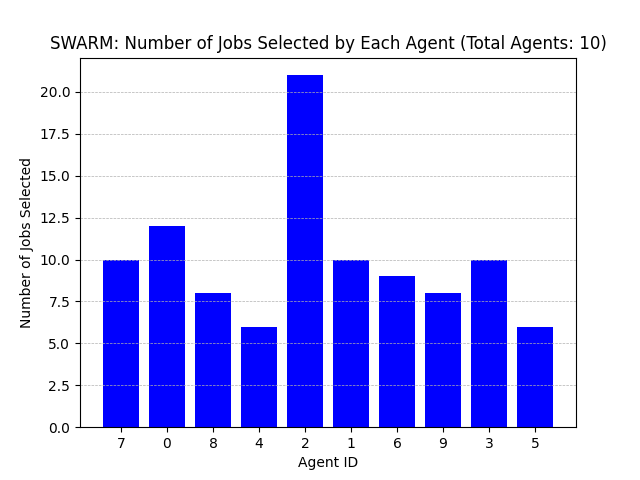 SWARM: Number of Jobs Selected by Each Agent (Total Agents: 10)
Number of Jobs Selected
20.0
17.5
15.0
12.5
10.0
7.5
5.0
2.5
0.0
7 0 8 4 2 1 6 9 3 5
Agent ID